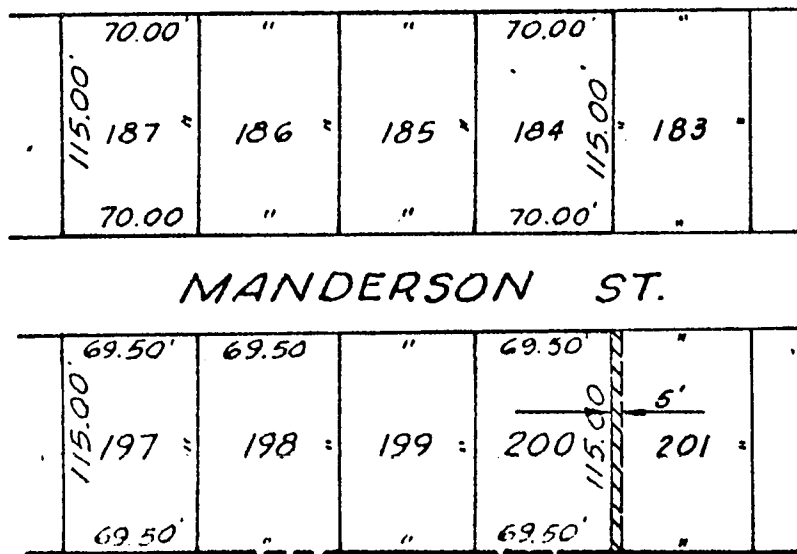 70.00' " " 70.00' "
115.00' 187 " 186 " 185 " 184 115.00' " 183 "
70.00 " " 70.00' "
MANDERSON ST.
69.50' 69.50 " 69.50' "
5'
115.00' 197 " 198 " 199 " 200 115.00 201 "
69.50' " " 69.50' "